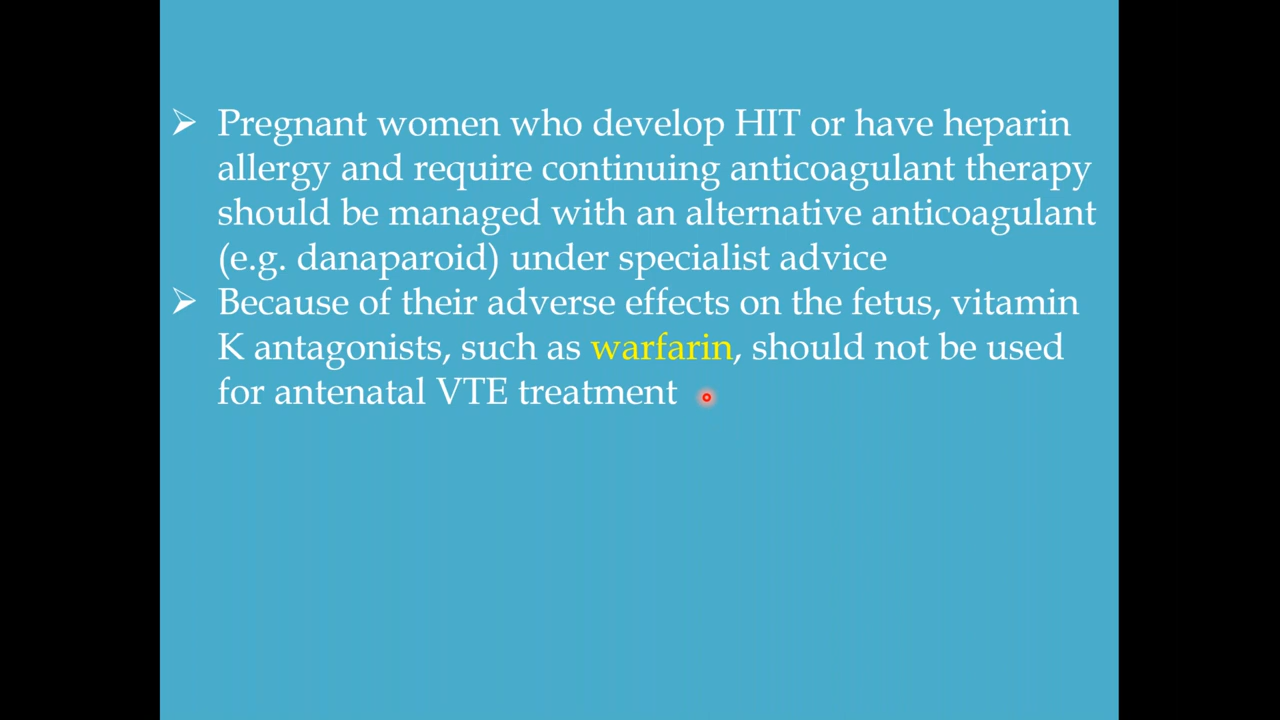 ➢ Pregnant women who develop HIT or have heparin
allergy and require continuing anticoagulant therapy
should be managed with an alternative anticoagulant
(e.g. danaparoid) under specialist advice
➢ Because of their adverse effects on the fetus, vitamin
K antagonists, such as warfarin, should not be used
for antenatal VTE treatment